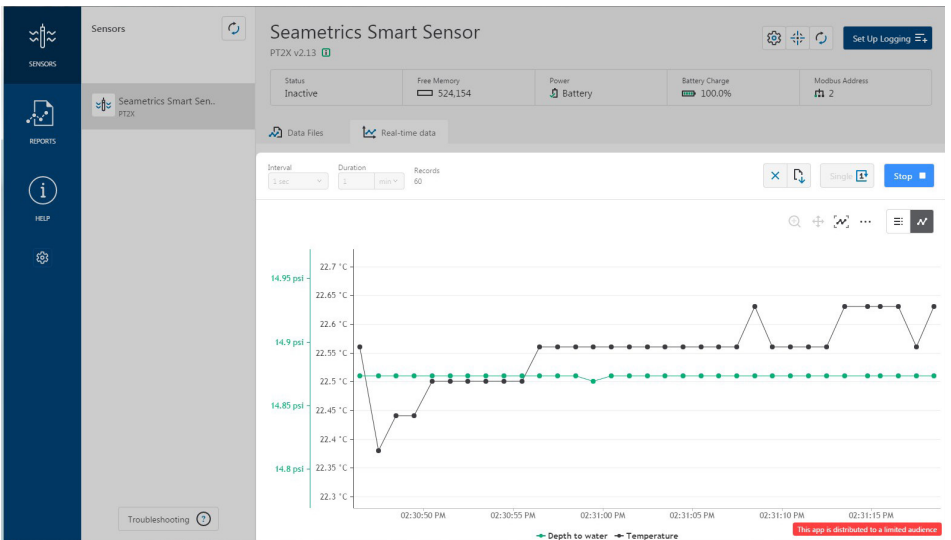 SENSORS
REPORTS
HELP
Sensors
Seametrics Smart Sen..
PT2X
Troubleshooting ?
Seametrics Smart Sensor
PT2X v2.13
Set Up Logging
Status
Inactive
Free Memory
524,154
Power
Battery
Battery Charge
100.0%
Modbus Address
2
Data Files
Real-time data
Interval
1 sec
Duration
1 min
Records
60
Single
Stop
14.95 psi
14.9 psi
14.85 psi
14.8 psi
22.7 °C
22.65 °C
22.6 °C
22.55 °C
22.5 °C
22.45 °C
22.4 °C
22.35 °C
22.3 °C
02:30:50 PM 02:30:55 PM 02:31:00 PM 02:31:05 PM 02:31:10 PM 02:31:15 PM
Depth to water Temperature
This app is distributed to a limited audience